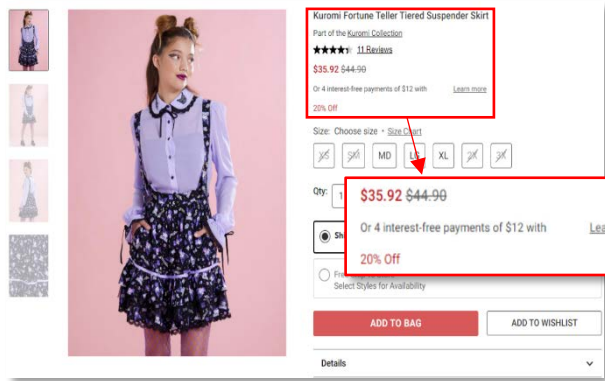 Kuromi Fortune Teller Tiered Suspender Skirt
Part of the Kuromi Collection
11 Reviews
$35.92 $44.90
Or 4 interest-free payments of $12 with Learn more
20% Off
Size: Choose size • Size Chart
XS SM MD LG XL 2X 3X
Qty: 1
$35.92 $44.90
Or 4 interest-free payments of $12 with Lea
20% Off
Sh
Select Styles for Availability
ADD TO BAG ADD TO WISHLIST
Details